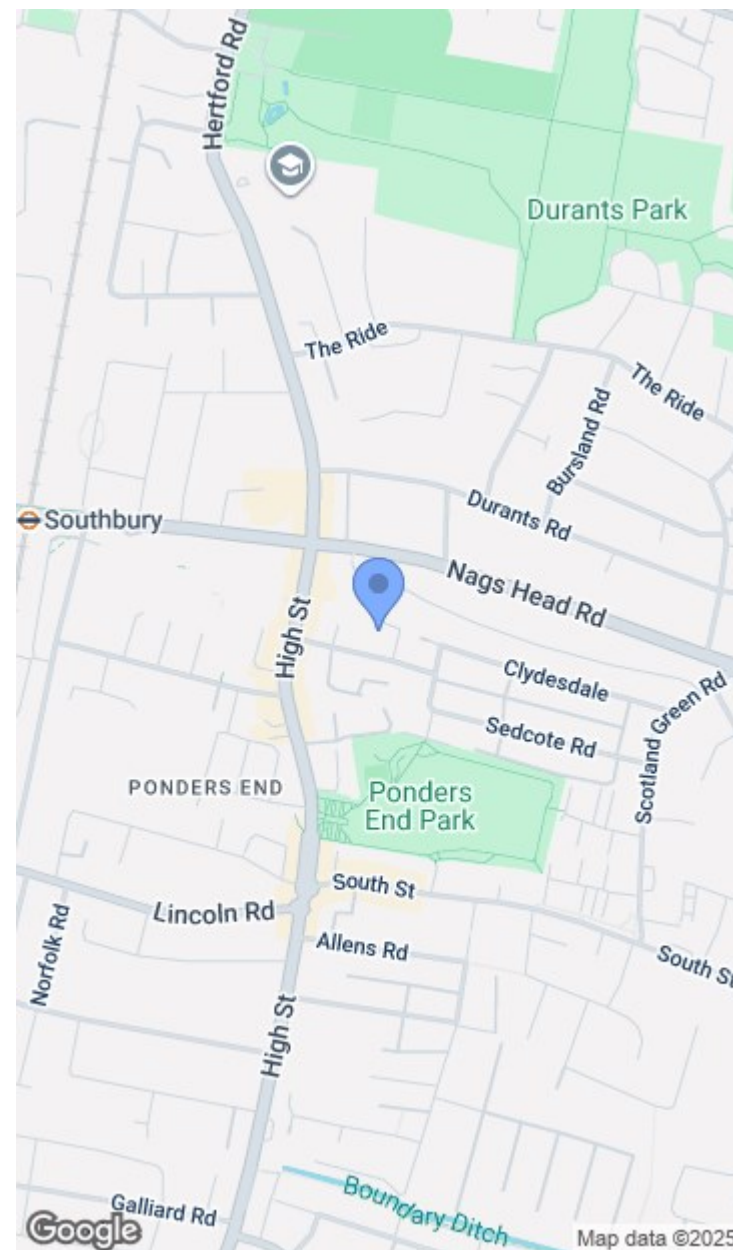 Hertford Rd
Durants Park
The Ride
The Ride
Bursland Rd
Durants Rd
Southbury
Nags Head Rd
High St
Clydesdale
Scotland Green Rd
Sedcote Rd
PONDERS END
Ponders
End Park
South St
Lincoln Rd
Norfolk Rd
Allens Rd
South St
High St
Boundary Ditch
Galliard Rd
Google
Map data ©2025